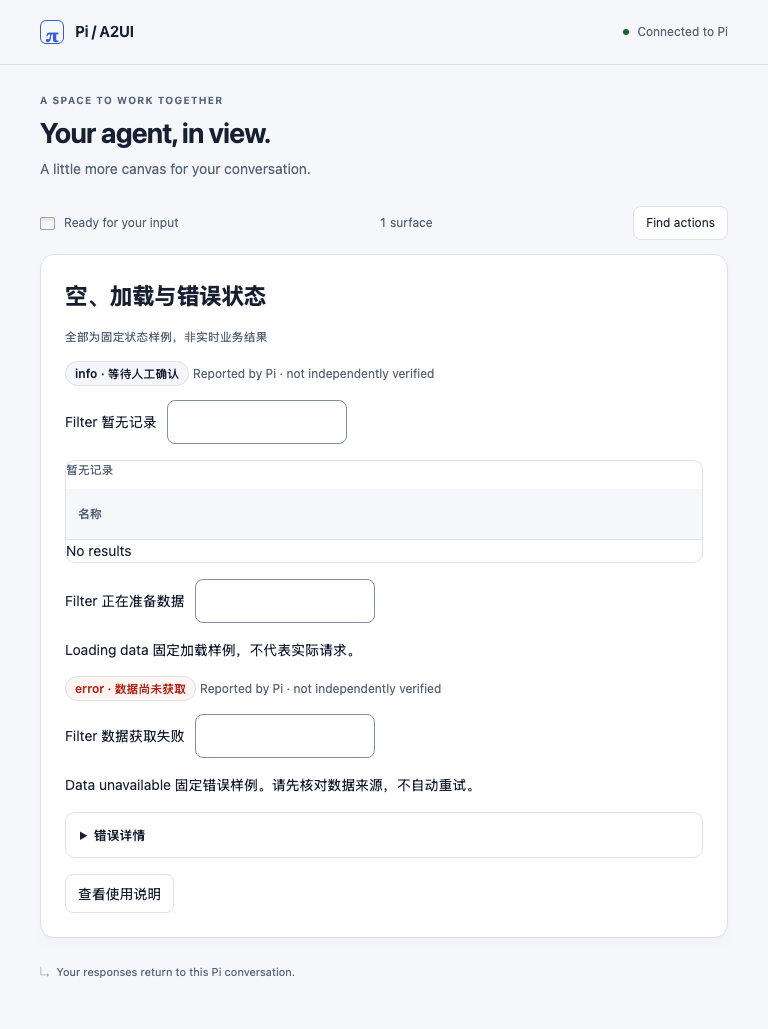 π Pi / A2UI
Connected to Pi
A SPACE TO WORK TOGETHER
Your agent, in view.
A little more canvas for your conversation.
Ready for your input
1 surface
Find actions
空、加载与错误状态
全部为固定状态样例，非实时业务结果
info · 等待人工确认 Reported by Pi · not independently verified
Filter 暂无记录
暂无记录
名称
No results
Filter 正在准备数据
Loading data 固定加载样例，不代表实际请求。
error · 数据尚未获取 Reported by Pi · not independently verified
Filter 数据获取失败
Data unavailable 固定错误样例。请先核对数据来源，不自动重试。
错误详情
查看使用说明
Your responses return to this Pi conversation.